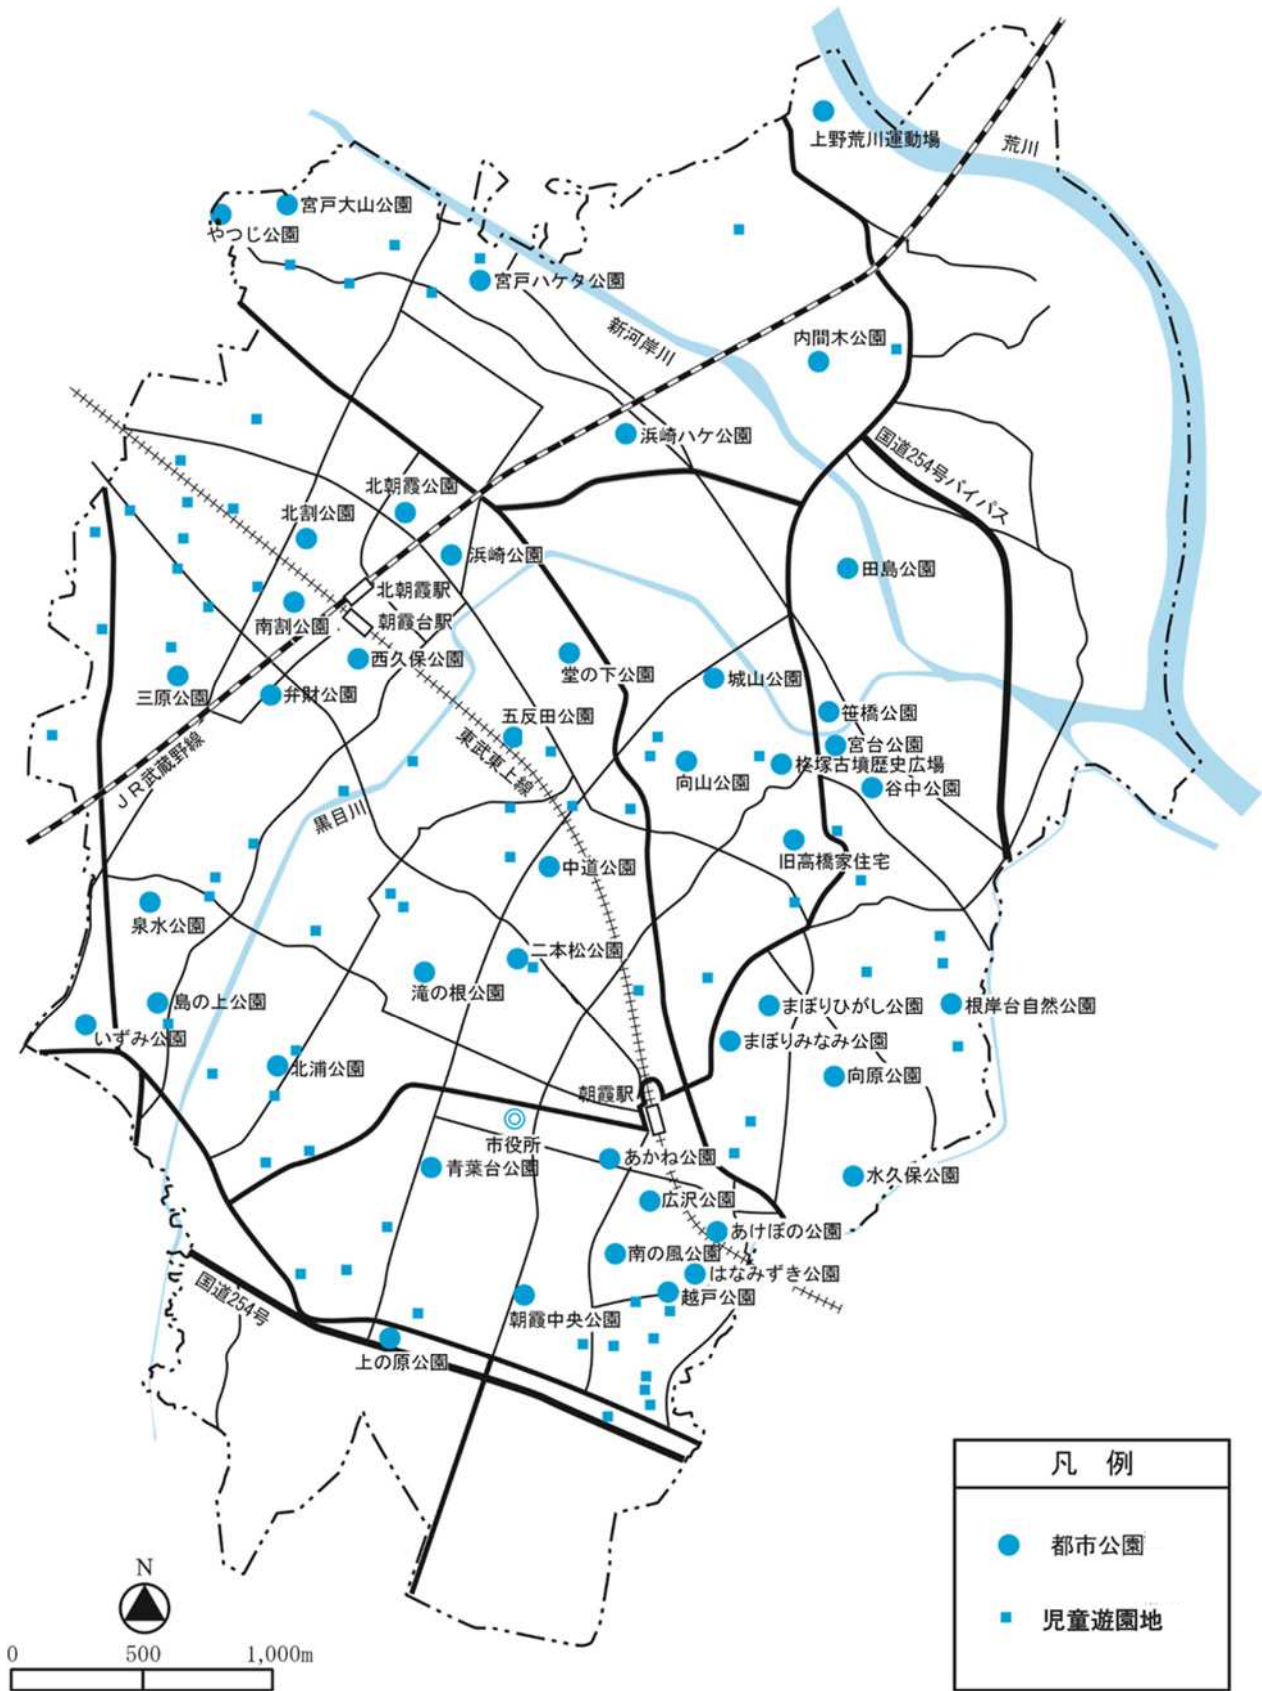 上野荒川運動場
荒川
宮戸大山公園
やつじ公園
宮戸ハケタ公園
新河岸川
内間木公園
浜崎ハケ公園
国道254号バイパス
北朝霞公園
北割公園
浜崎公園
田島公園
北朝霞駅
朝霞台駅
南割公園
西久保公園
堂の下公園
城山公園
三原公園
弁財公園
笹橋公園
五反田公園
宮台公園
東武東上線
柊塚古墳歴史広場
向山公園
谷中公園
JR武蔵野線
黒目川
旧高橋家住宅
中道公園
泉水公園
二本松公園
滝の根公園
島の上公園
まぼりひがし公園
根岸台自然公園
いずみ公園
まぼりみなみ公園
北浦公園
向原公園
朝霞駅
市役所
あかね公園
青葉台公園
水久保公園
広沢公園
あけぼの公園
南の風公園
はなみずき公園
国道254号
越戸公園
朝霞中央公園
上の原公園
凡 例
都市公園
児童遊園地
N
0 500 1,000m